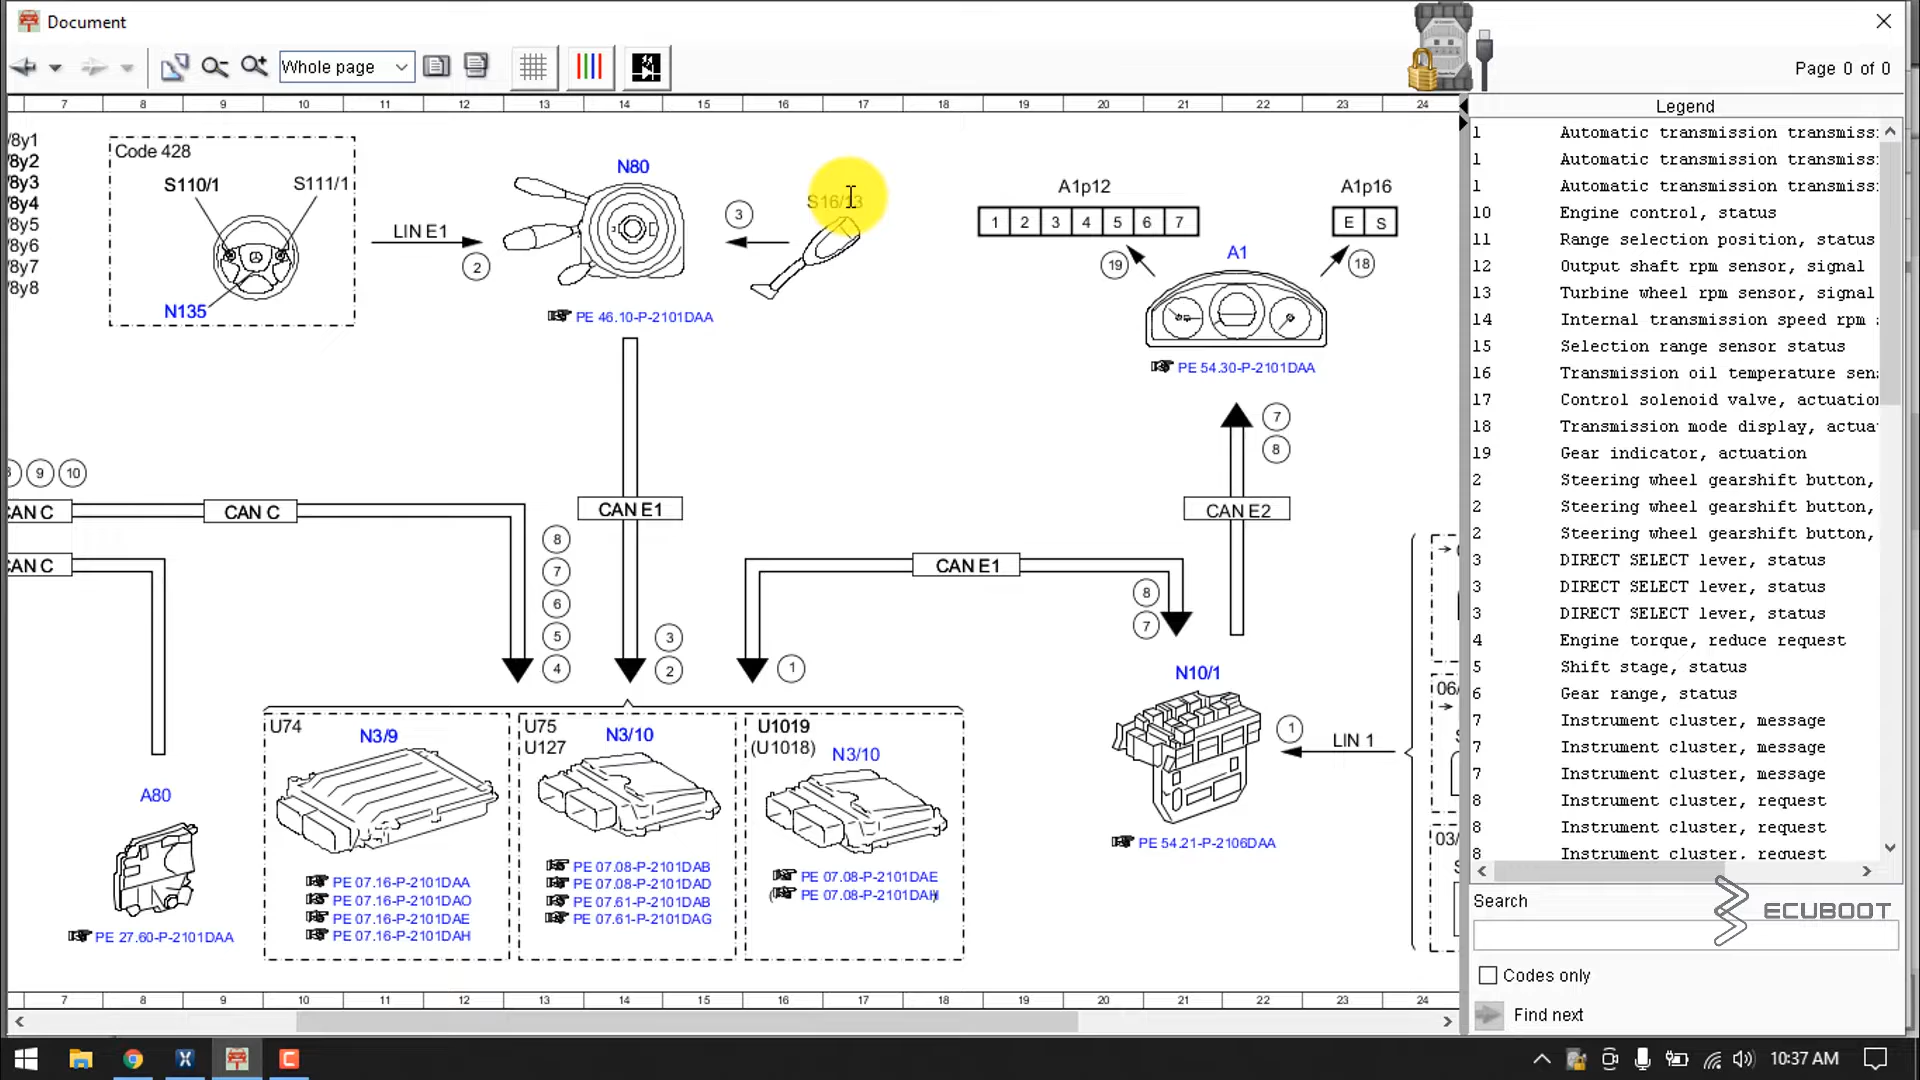 Document
Whole page
Page 0 of 0
7 8 9 10 11 12 13 14 15 16 17 18 19 20 21 22 23 24
Legend
/8y1
/8y2
/8y3
/8y4
/8y5
/8y6
/8y7
/8y8
Code 428
S110/1
S111/1
N135
LIN E1
2
N80
PE 46.10-P-2101DAA
3
S16/13
A1p12
1 2 3 4 5 6 7
19
A1
A1p16
E S
18
PE 54.30-P-2101DAA
7
8
9 10
CAN C
CAN C
CAN E1
CAN E2
CAN C
CAN E1
8
7
6
5
4
3
2
1
8
7
N10/1
1
LIN 1
PE 54.21-P-2106DAA
A80
PE 27.60-P-2101DAA
U74
N3/9
PE 07.16-P-2101DAA
PE 07.16-P-2101DAO
PE 07.16-P-2101DAE
PE 07.16-P-2101DAH
U75
U127
N3/10
PE 07.08-P-2101DAB
PE 07.08-P-2101DAD
PE 07.61-P-2101DAB
PE 07.61-P-2101DAG
U1019
(U1018)
N3/10
PE 07.08-P-2101DAE
(PE 07.08-P-2101DAH)
06/
03/
7 8 9 10 11 12 13 14 15 16 17 18 19 20 21 22 23 24
1 Automatic transmission transmiss
1 Automatic transmission transmiss
1 Automatic transmission transmiss
10 Engine control, status
11 Range selection position, status
12 Output shaft rpm sensor, signal
13 Turbine wheel rpm sensor, signal
14 Internal transmission speed rpm
15 Selection range sensor status
16 Transmission oil temperature sen
17 Control solenoid valve, actuatio
18 Transmission mode display, actua
19 Gear indicator, actuation
2 Steering wheel gearshift button,
2 Steering wheel gearshift button,
2 Steering wheel gearshift button,
3 DIRECT SELECT lever, status
3 DIRECT SELECT lever, status
3 DIRECT SELECT lever, status
4 Engine torque, reduce request
5 Shift stage, status
6 Gear range, status
7 Instrument cluster, message
7 Instrument cluster, message
7 Instrument cluster, message
8 Instrument cluster, request
8 Instrument cluster, request
8 Instrument cluster, request
Search
ECUBOOT
Codes only
Find next
10:37 AM